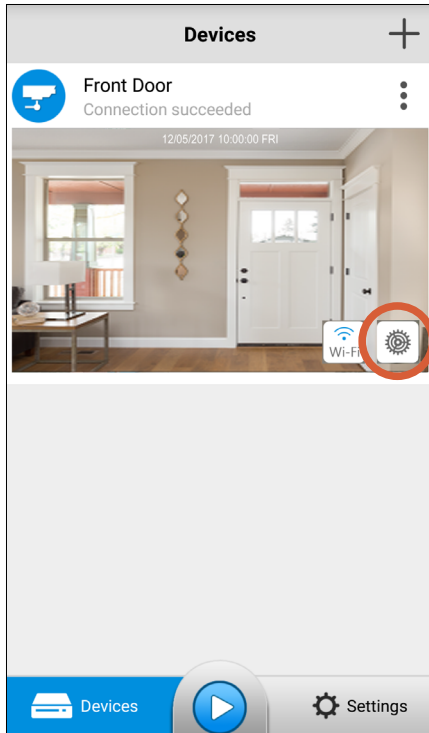 Devices
Front Door
Connection succeeded
12/05/2017 10:00:00 FRI
Wi-Fi
Devices
Settings